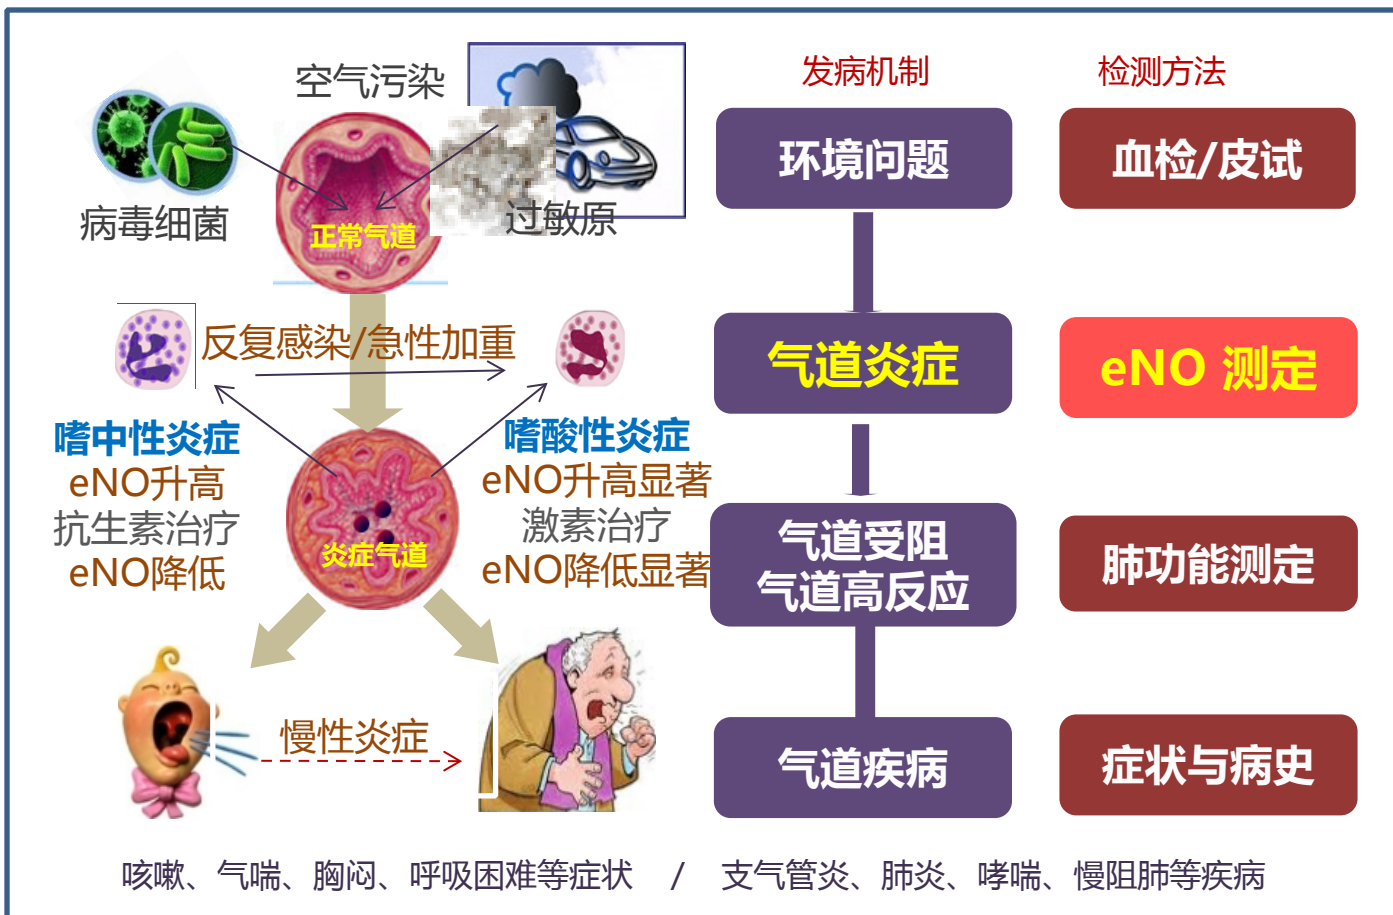 空气污染
病毒细菌
过敏原
正常气道
反复感染/急性加重
嗜中性炎症
eNO升高
抗生素治疗
eNO降低
嗜酸性炎症
eNO升高显著
激素治疗
eNO降低显著
炎症气道
慢性炎症
发病机制
检测方法
环境问题
血检/皮试
气道炎症
eNO 测定
气道受阻
气道高反应
肺功能测定
气道疾病
症状与病史
咳嗽、气喘、胸闷、呼吸困难等症状 / 支气管炎、肺炎、哮喘、慢阻肺等疾病